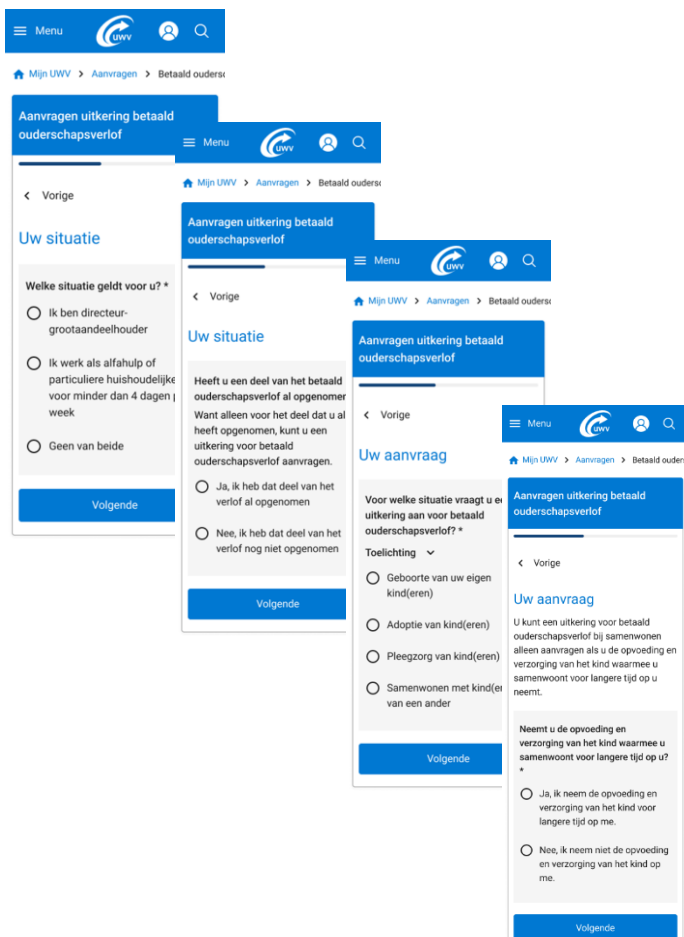 Menu
uwv
Mijn UWV > Aanvragen > Betaald
Aanvragen uitkering betaald
ouderschapsverlof
Vorige
Uw situatie
Welke situatie geldt voor u? *
Ik ben directeur-
grootaandeelhouder
Ik werk als alfahulp of
particuliere huishoudelijke
voor minder dan 4 dagen
week
Geen van beide
Volgende
Menu
uwv
Mijn UWV > Aanvragen > Betaald
Aanvragen uitkering betaald
ouderschapsverlof
Vorige
Uw situatie
Heeft u een deel van het betaald
ouderschapsverlof al opgenomen
Want alleen voor het deel dat u al
heeft opgenomen, kunt u een
uitkering voor betaald
ouderschapsverlof aanvragen.
Ja, ik heb dat deel van het
verlof al opgenomen
Nee, ik heb dat deel van het
verlof nog niet opgenomen
Volgende
Menu
uwv
Mijn UWV > Aanvragen > Betaald
Aanvragen uitkering betaald
ouderschapsverlof
Vorige
Uw aanvraag
Voor welke situatie vraagt u
uitkering aan voor betaald
ouderschapsverlof? *
Toelichting
Geboorte van uw eigen
kind(eren)
Adoptie van kind(eren)
Pleegzorg van kind(eren)
Samenwonen met
van een ander
Volgende
Menu
uwv
Mijn UWV > Aanvragen > Betaald
Aanvragen uitkering betaald
ouderschapsverlof
Vorige
Uw aanvraag
U kunt een uitkering voor betaald
ouderschapsverlof bij samenwonen
alleen aanvragen als u de opvoeding en
verzorging van het kind waarmee u
samenwoont voor langere tijd op u
neemt.
Neemt u de opvoeding en
verzorging van het kind waarmee u
samenwoont voor langere tijd op u?
*
Ja, ik neem de opvoeding en
verzorging van het kind voor
langere tijd op me.
Nee, ik neem niet de opvoeding
en verzorging van het kind op
me.
Volgende